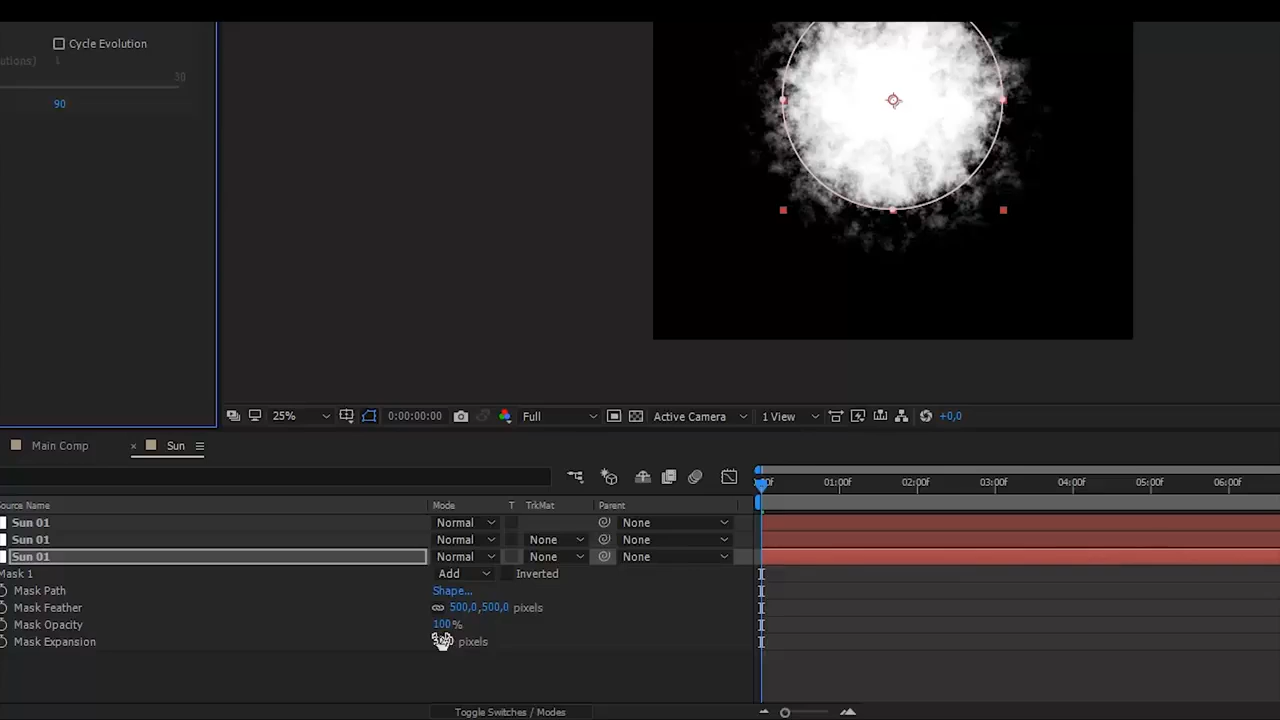 Cycle Evolution
utions)
30
90
25%
0:00:00:00
Full
Active Camera
1 View
+0,0
Main Comp
× Sun
01:00f 02:00f 03:00f 04:00f 05:00f 06:00f
ource Name Mode T TrkMat Parent
Sun 01 Normal None
Sun 01 Normal None None
Sun 01 Normal None None
Mask 1 Add Inverted
Mask Path Shape...
Mask Feather 500,0,500,0 pixels
Mask Opacity 100%
Mask Expansion pixels
Toggle Switches / Modes